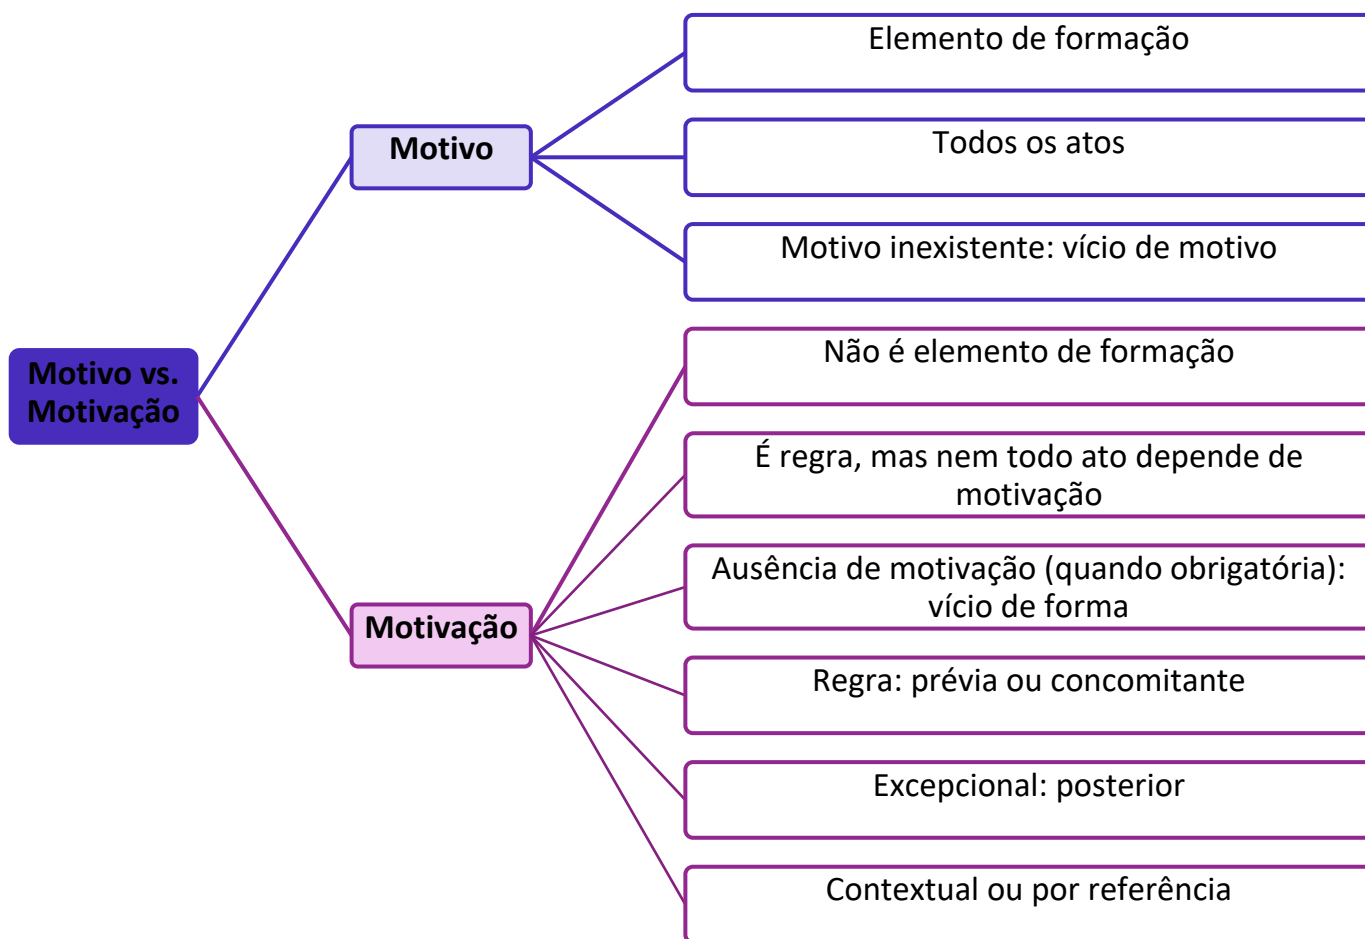 Motivo vs.
Motivação
Motivo
Elemento de formação
Todos os atos
Motivo inexistente: vício de motivo
Motivação
Não é elemento de formação
É regra, mas nem todo ato depende de
motivação
Ausência de motivação (quando obrigatória):
vício de forma
Regra: prévia ou concomitante
Excepcional: posterior
Contextual ou por referência